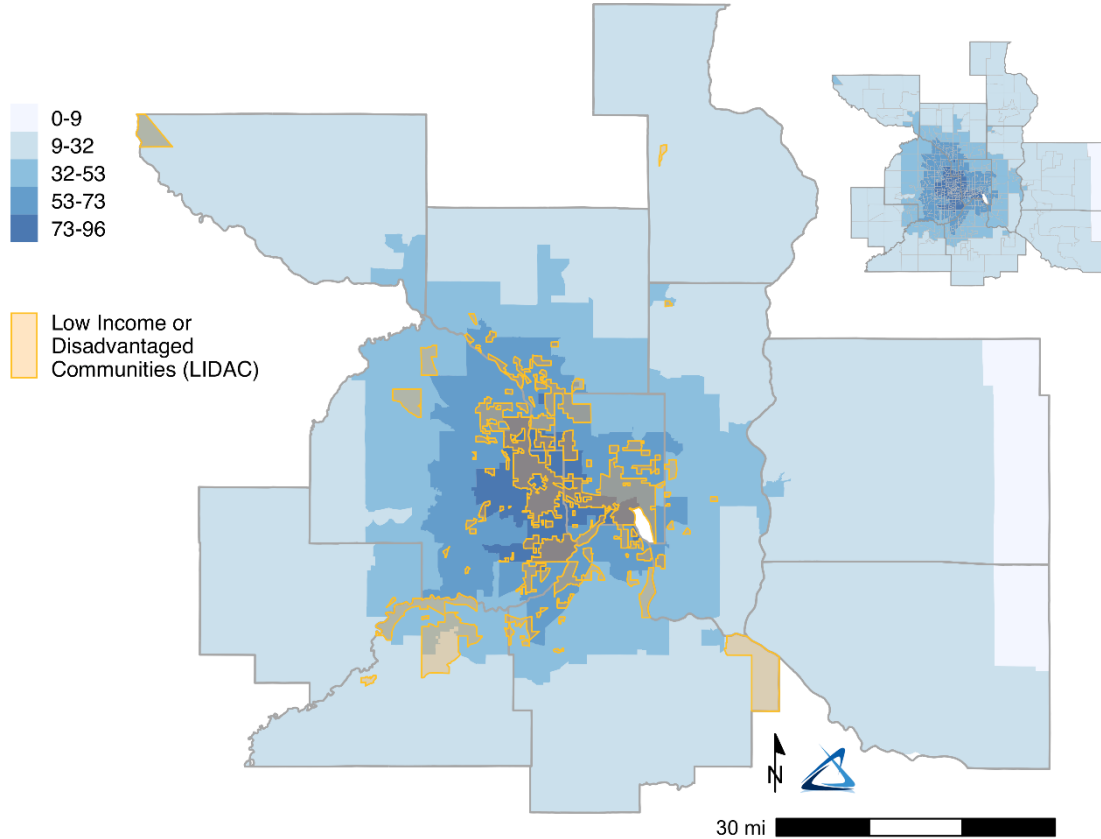 0-9
9-32
32-53
53-73
73-96
Low Income or
Disadvantaged
Communities (LIDAC)
N
30 mi